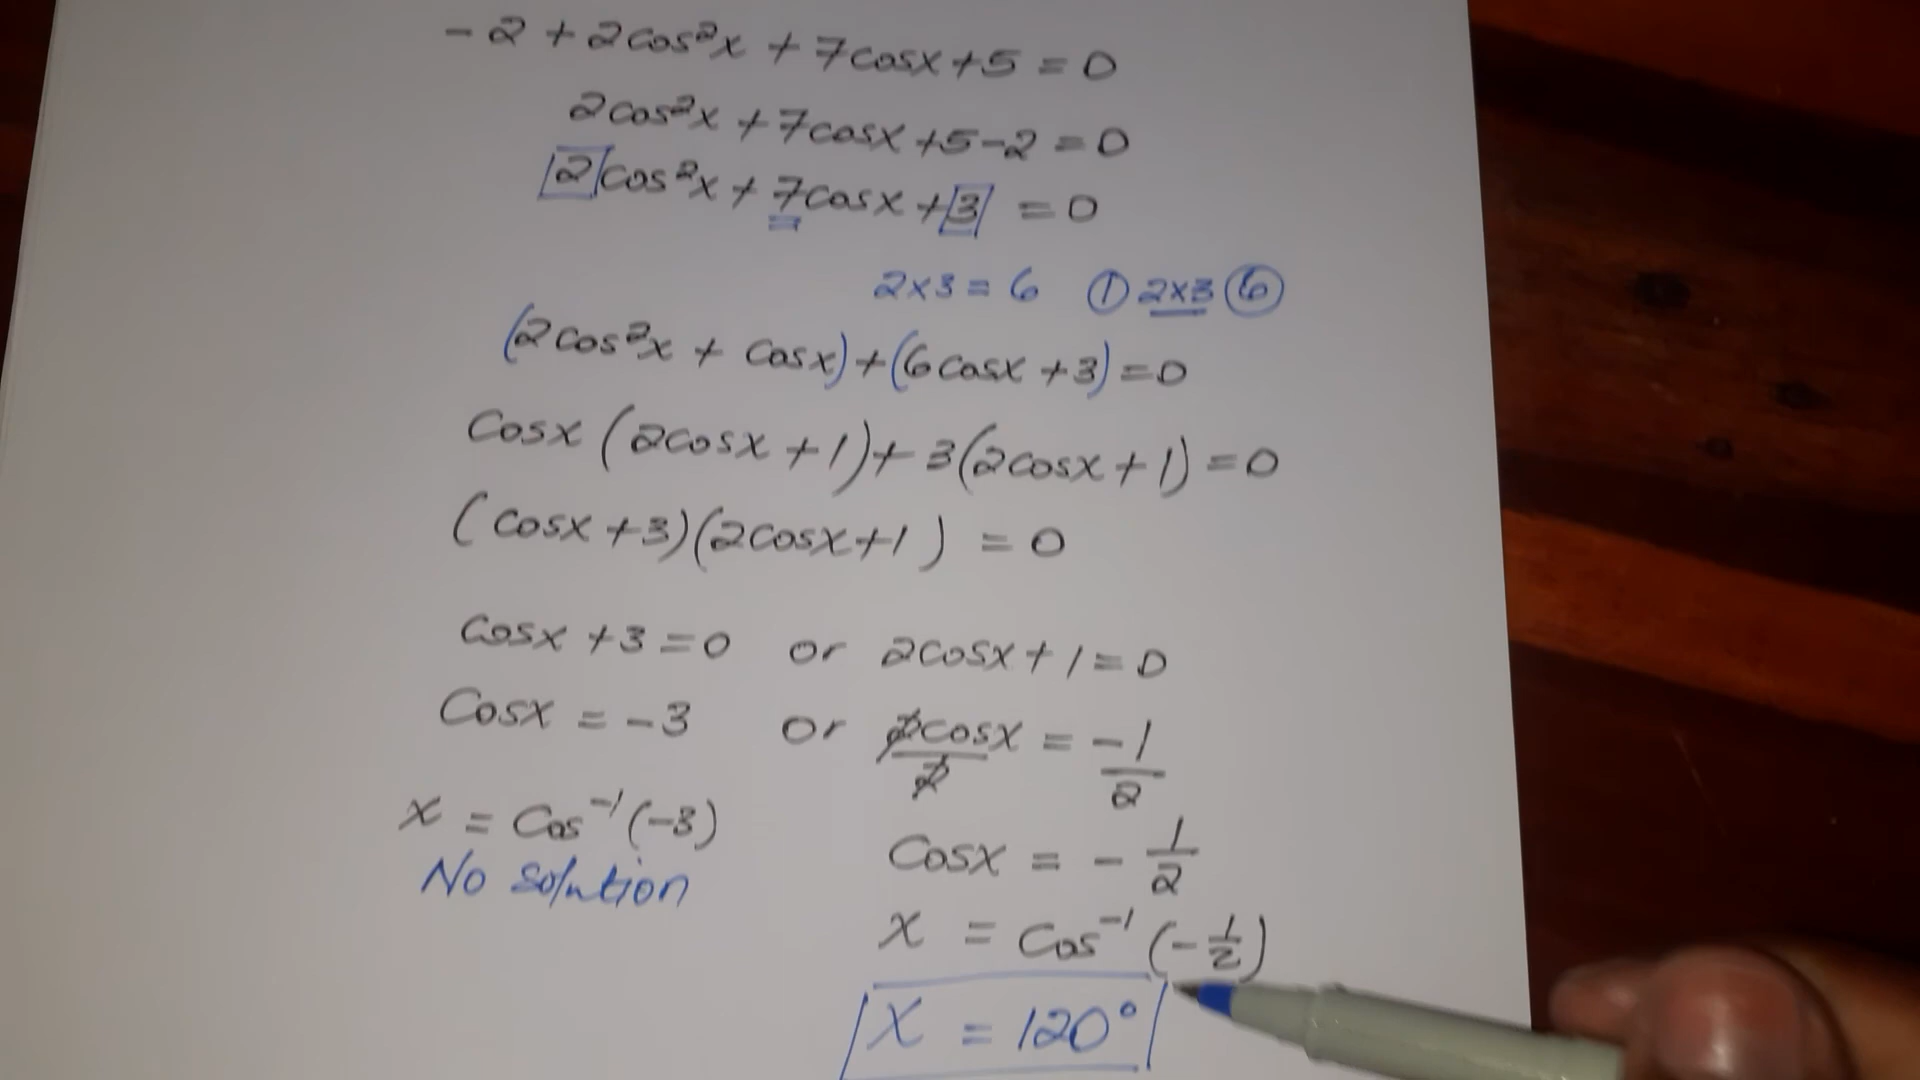 -2 + 2cos²x + 7cosx + 5 = 0
2cos²x + 7cosx + 5 - 2 = 0
2cos²x + 7cosx + 3 = 0
2×3 = 6 1 2×3 6
(2cos²x + cosx) + (6cosx + 3) = 0
cosx (2cosx + 1) + 3(2cosx + 1) = 0
(cosx + 3)(2cosx + 1) = 0
cosx + 3 = 0 or 2cosx + 1 = 0
Cosx = -3 or 2cosx/2 = -1/2
x = Cos⁻¹(-3)
No solution
Cosx = -1/2
x = Cos⁻¹(-1/2)
x = 120°